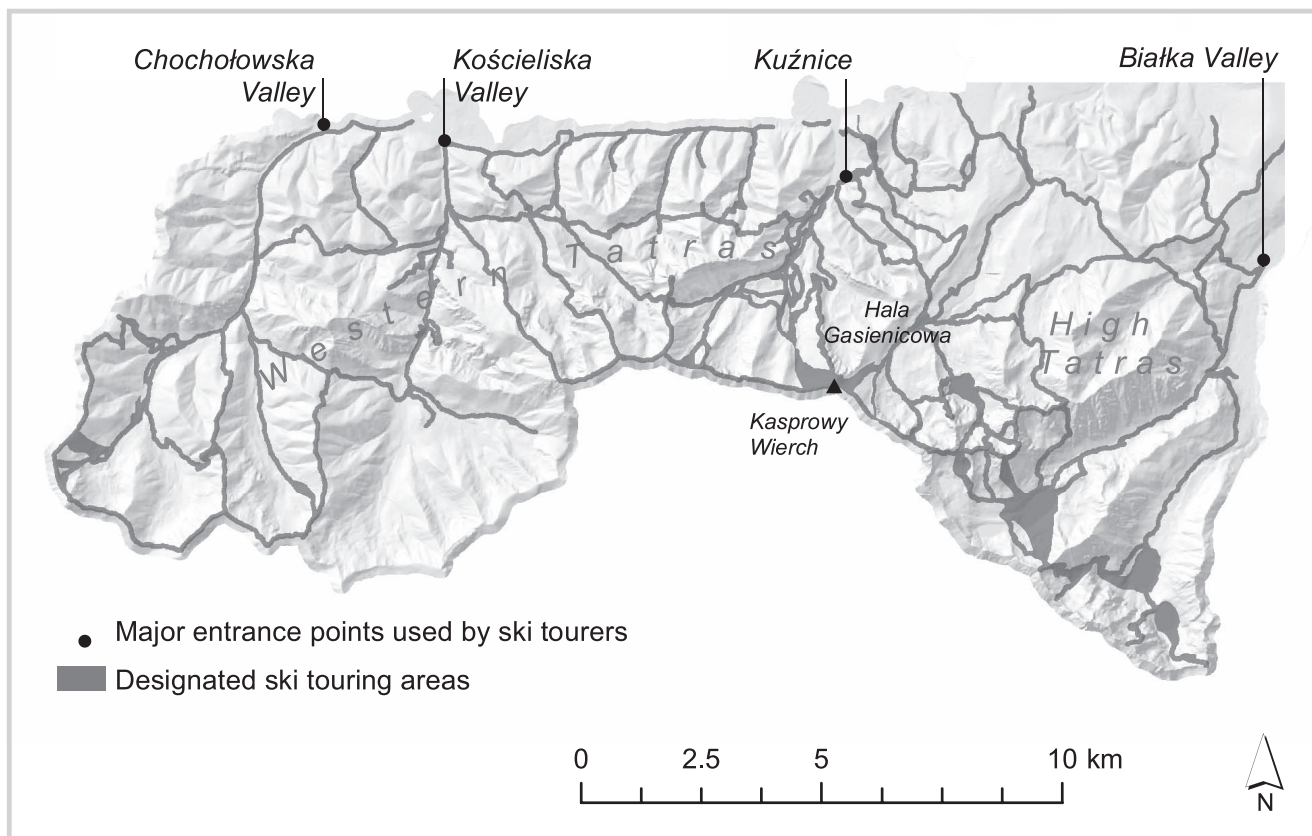 Chochołowska
Valley
Kościeliska
Valley
Kuźnice
Białka Valley
Western Tatras
High
Tatras
Hala
Gasienicowa
Kasprowy
Wierch
Major entrance points used by ski tourers
Designated ski touring areas
0 2.5 5 10 km
N